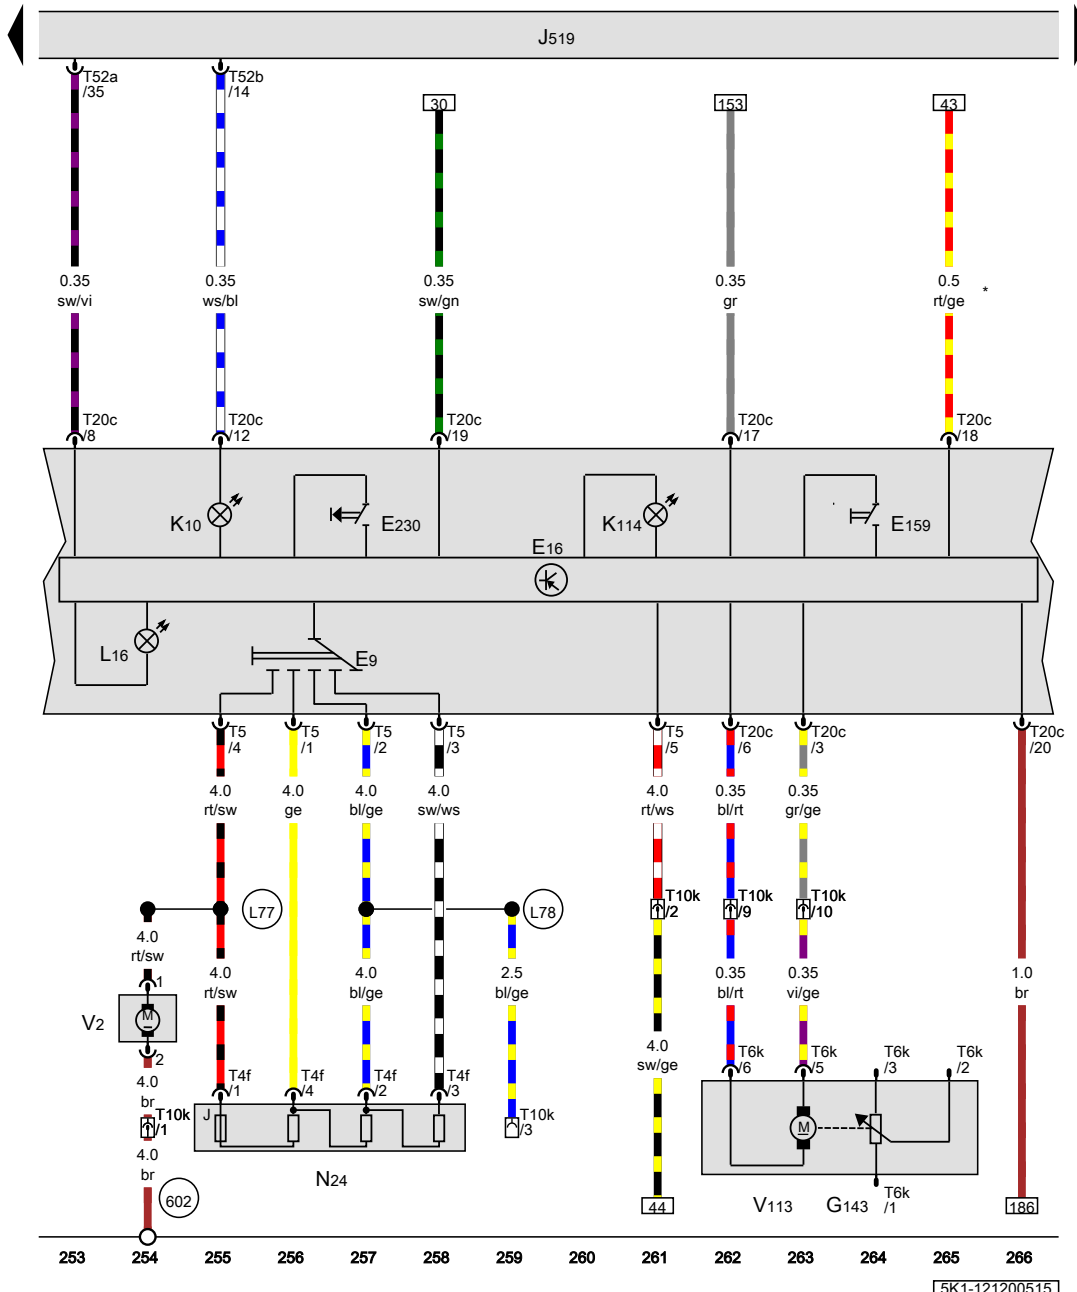 J519
T52a
/35
T52b
/14
30
153
43
0.35
sw/vi
0.35
ws/bl
0.35
sw/gn
0.35
gr
0.5
rt/ge
*
T20c
/8
T20c
/12
T20c
/19
T20c
/17
T20c
/18
K10
E230
K114
E159
E16
L16
E9
T5
/4
T5
/1
T5
/2
T5
/3
T5
/5
T20c
/6
T20c
/3
T20c
/20
4.0
rt/sw
4.0
ge
4.0
bl/ge
4.0
sw/ws
4.0
rt/ws
0.35
bl/rt
0.35
gr/ge
L77
L78
T10k
/2
T10k
/9
T10k
/10
4.0
rt/sw
4.0
rt/sw
4.0
bl/ge
2.5
bl/ge
0.35
bl/rt
0.35
vi/ge
1.0
br
1
V2
M
2
4.0
sw/ge
4.0
br
T4f
/1
T4f
/4
T4f
/2
T4f
/3
T6k
/6
T6k
/5
T6k
/3
T6k
/2
T10k
/1
J
T10k
/3
M
4.0
br
N24
602
44
V113
G143
T6k
/1
186
253 254 255 256 257 258 259 260 261 262 263 264 265 266
5K1-121200515